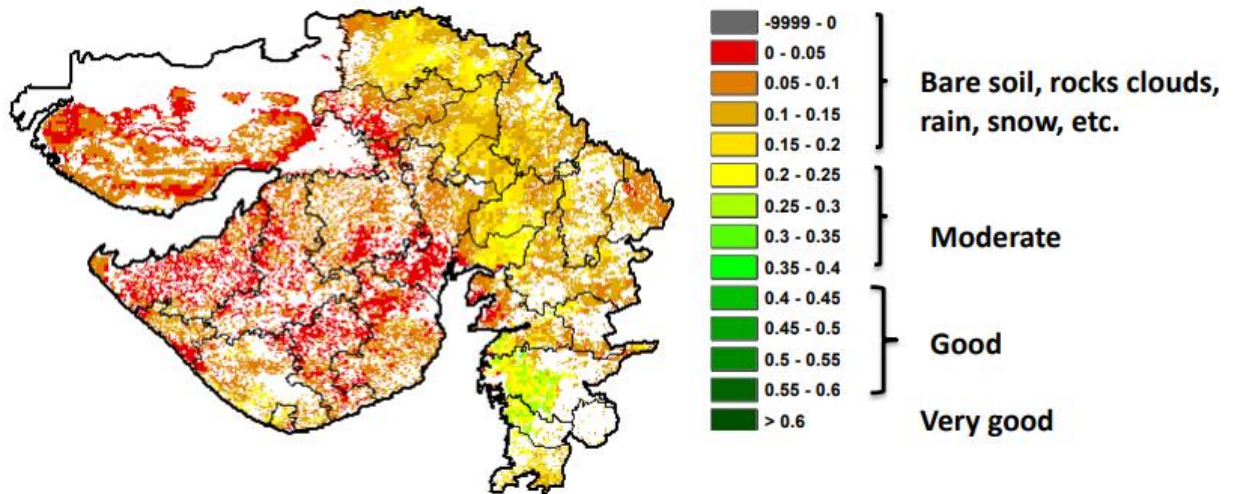 -9999 - 0
0 - 0.05
0.05 - 0.1
0.1 - 0.15
0.15 - 0.2
0.2 - 0.25
0.25 - 0.3
0.3 - 0.35
0.35 - 0.4
0.4 - 0.45
0.45 - 0.5
0.5 - 0.55
0.55 - 0.6
> 0.6
Bare soil, rocks clouds,
rain, snow, etc.
Moderate
Good
Very good